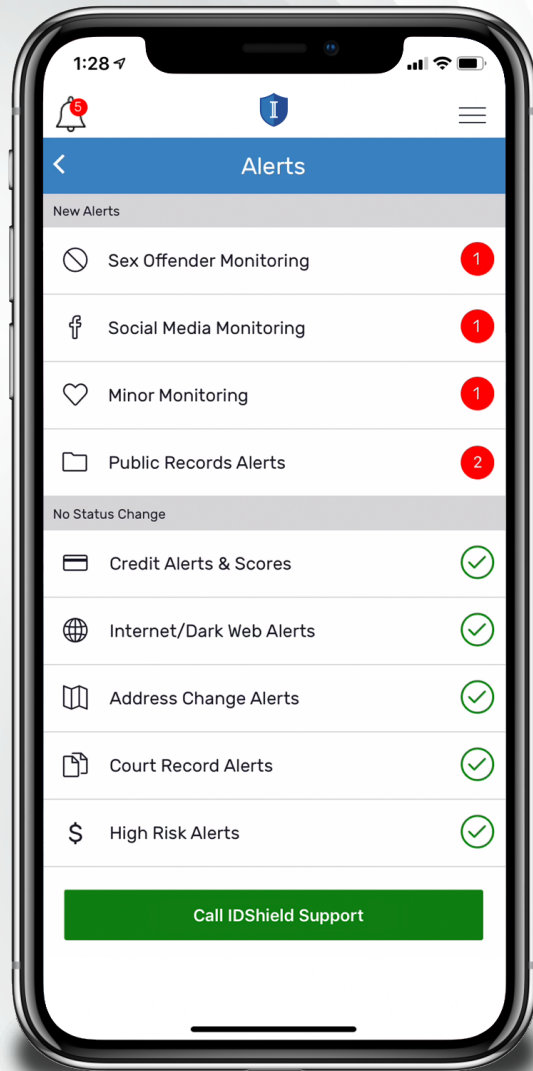 1:28
5
I
Alerts
New Alerts
Sex Offender Monitoring 1
Social Media Monitoring 1
Minor Monitoring 1
Public Records Alerts 2
No Status Change
Credit Alerts & Scores
Internet/Dark Web Alerts
Address Change Alerts
Court Record Alerts
$ High Risk Alerts
Call IDShield Support